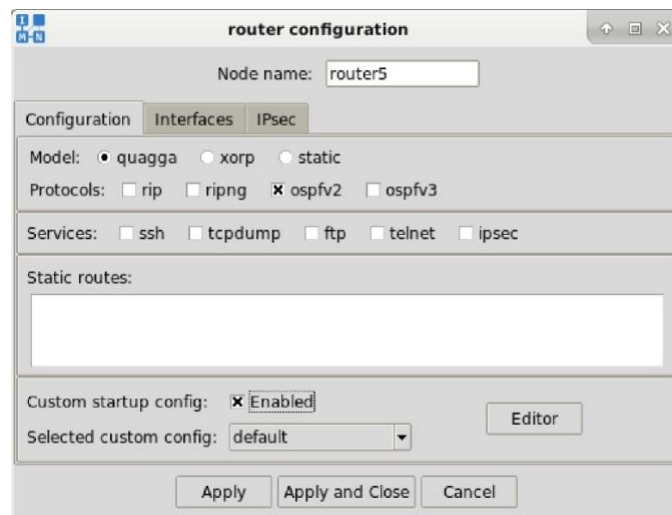 I
M N
router configuration
Node name: router5
Configuration Interfaces IPsec
Model: quagga xorp static
Protocols: rip ripng ospfv2 ospfv3
Services: ssh tcpdump ftp telnet ipsec
Static routes:
Custom startup config: Enabled
Editor
Selected custom config: default
Apply Apply and Close Cancel